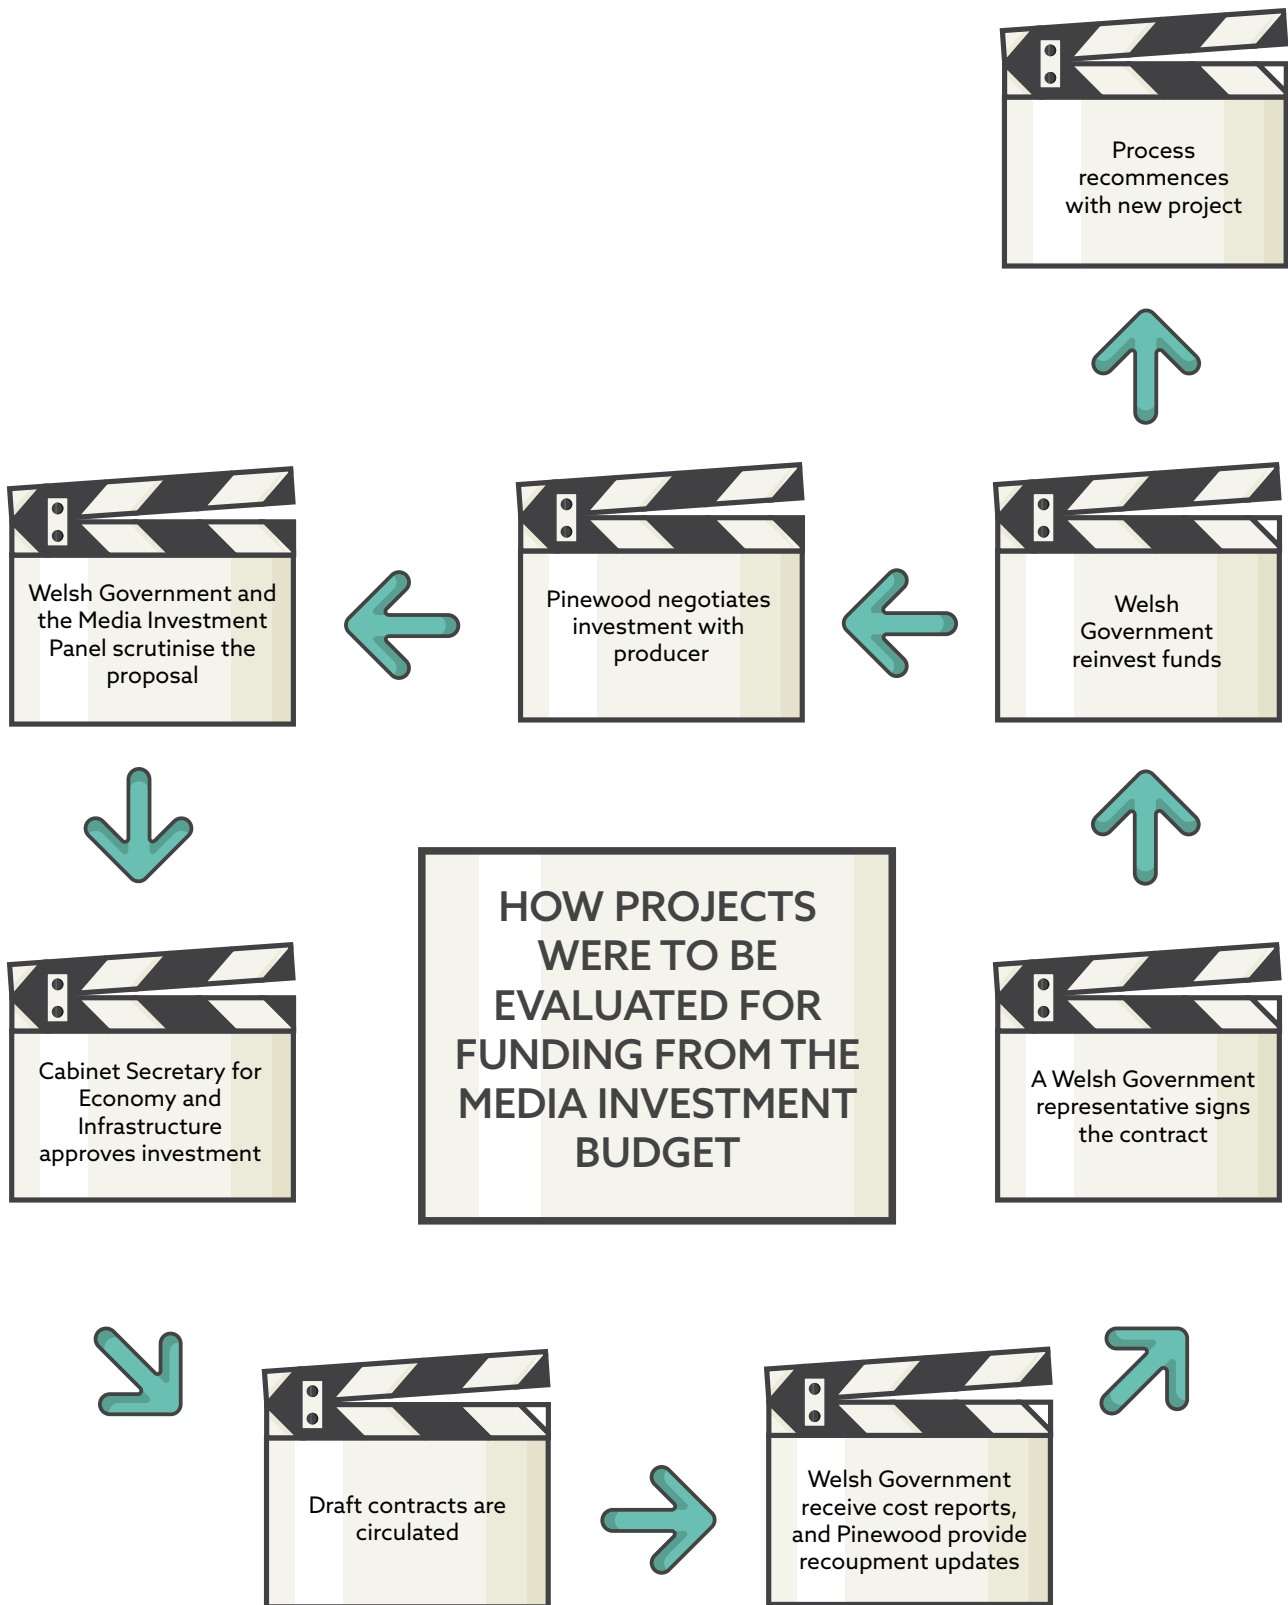 Process
recommences
with new project
Welsh Government and
the Media Investment
Panel scrutinise the
proposal
Pinewood negotiates
investment with
producer
Welsh
Government
reinvest funds
HOW PROJECTS
WERE TO BE
EVALUATED FOR
FUNDING FROM THE
MEDIA INVESTMENT
BUDGET
Cabinet Secretary for
Economy and
Infrastructure
approves investment
A Welsh Government
representative signs
the contract
Draft contracts are
circulated
Welsh Government
receive cost reports,
and Pinewood provide
recoupment updates